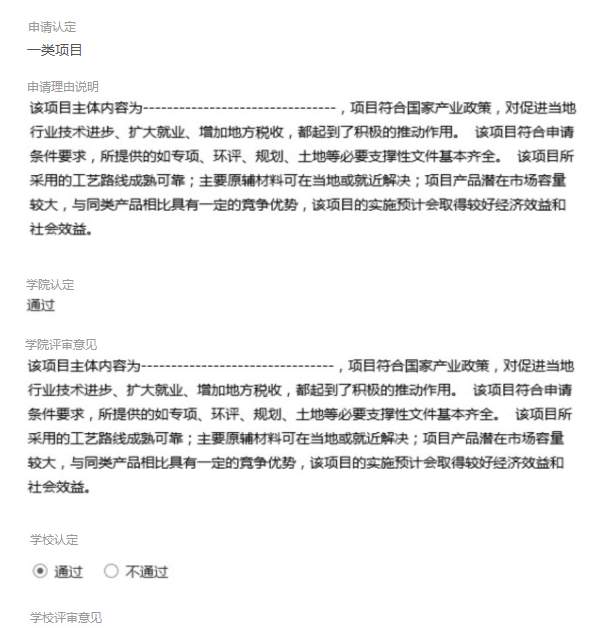 申请认定
一类项目
申请理由说明
该项目主体内容为--------------------------------，项目符合国家产业政策，对促进当地
行业技术进步、扩大就业、增加地方税收，都起到了积极的推动作用。 该项目符合申请
条件要求，所提供的如专项、环评、规划、土地等必要支撑性文件基本齐全。 该项目所
采用的工艺路线成熟可靠；主要原辅材料可在当地或就近解决；项目产品潜在市场容量
较大，与同类产品相比具有一定的竞争优势，该项目的实施预计会取得较好经济效益和
社会效益。
学院认定
通过
学院评审意见
该项目主体内容为--------------------------------，项目符合国家产业政策，对促进当地
行业技术进步、扩大就业、增加地方税收，都起到了积极的推动作用。 该项目符合申请
条件要求，所提供的如专项、环评、规划、土地等必要支撑性文件基本齐全。 该项目所
采用的工艺路线成熟可靠；主要原辅材料可在当地或就近解决；项目产品潜在市场容量
较大，与同类产品相比具有一定的竞争优势，该项目的实施预计会取得较好经济效益和
社会效益。
学校认定
通过 不通过
学校评审意见